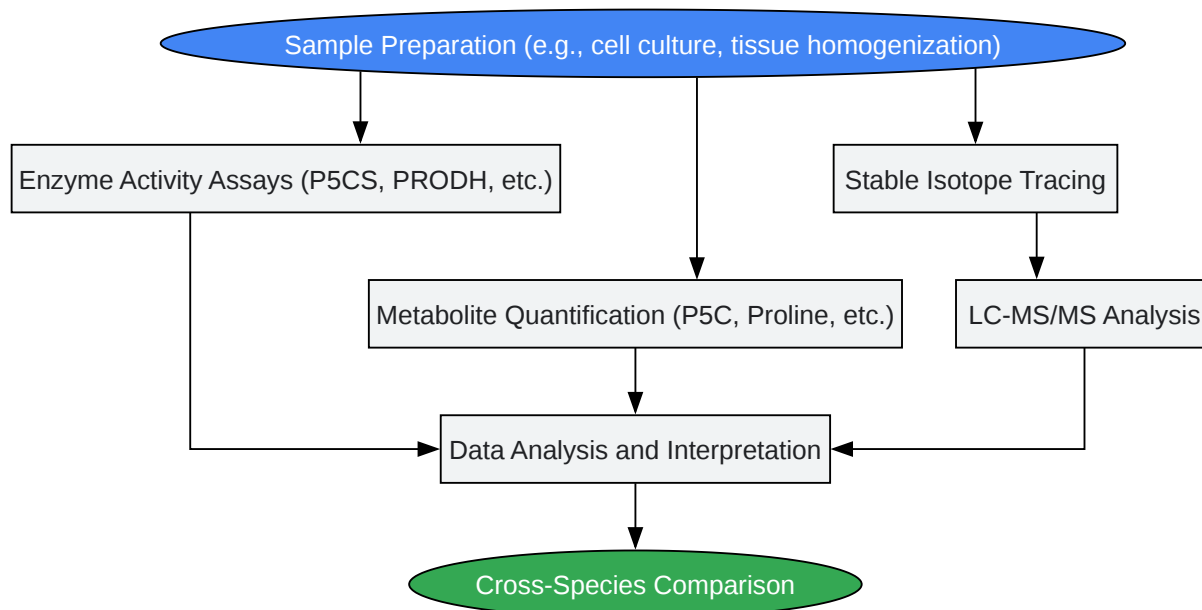 Sample Preparation (e.g., cell culture, tissue homogenization)
Enzyme Activity Assays (P5CS, PRODH, etc.)
Stable Isotope Tracing
Metabolite Quantification (P5C, Proline, etc.)
LC-MS/MS Analysis
Data Analysis and Interpretation
Cross-Species Comparison